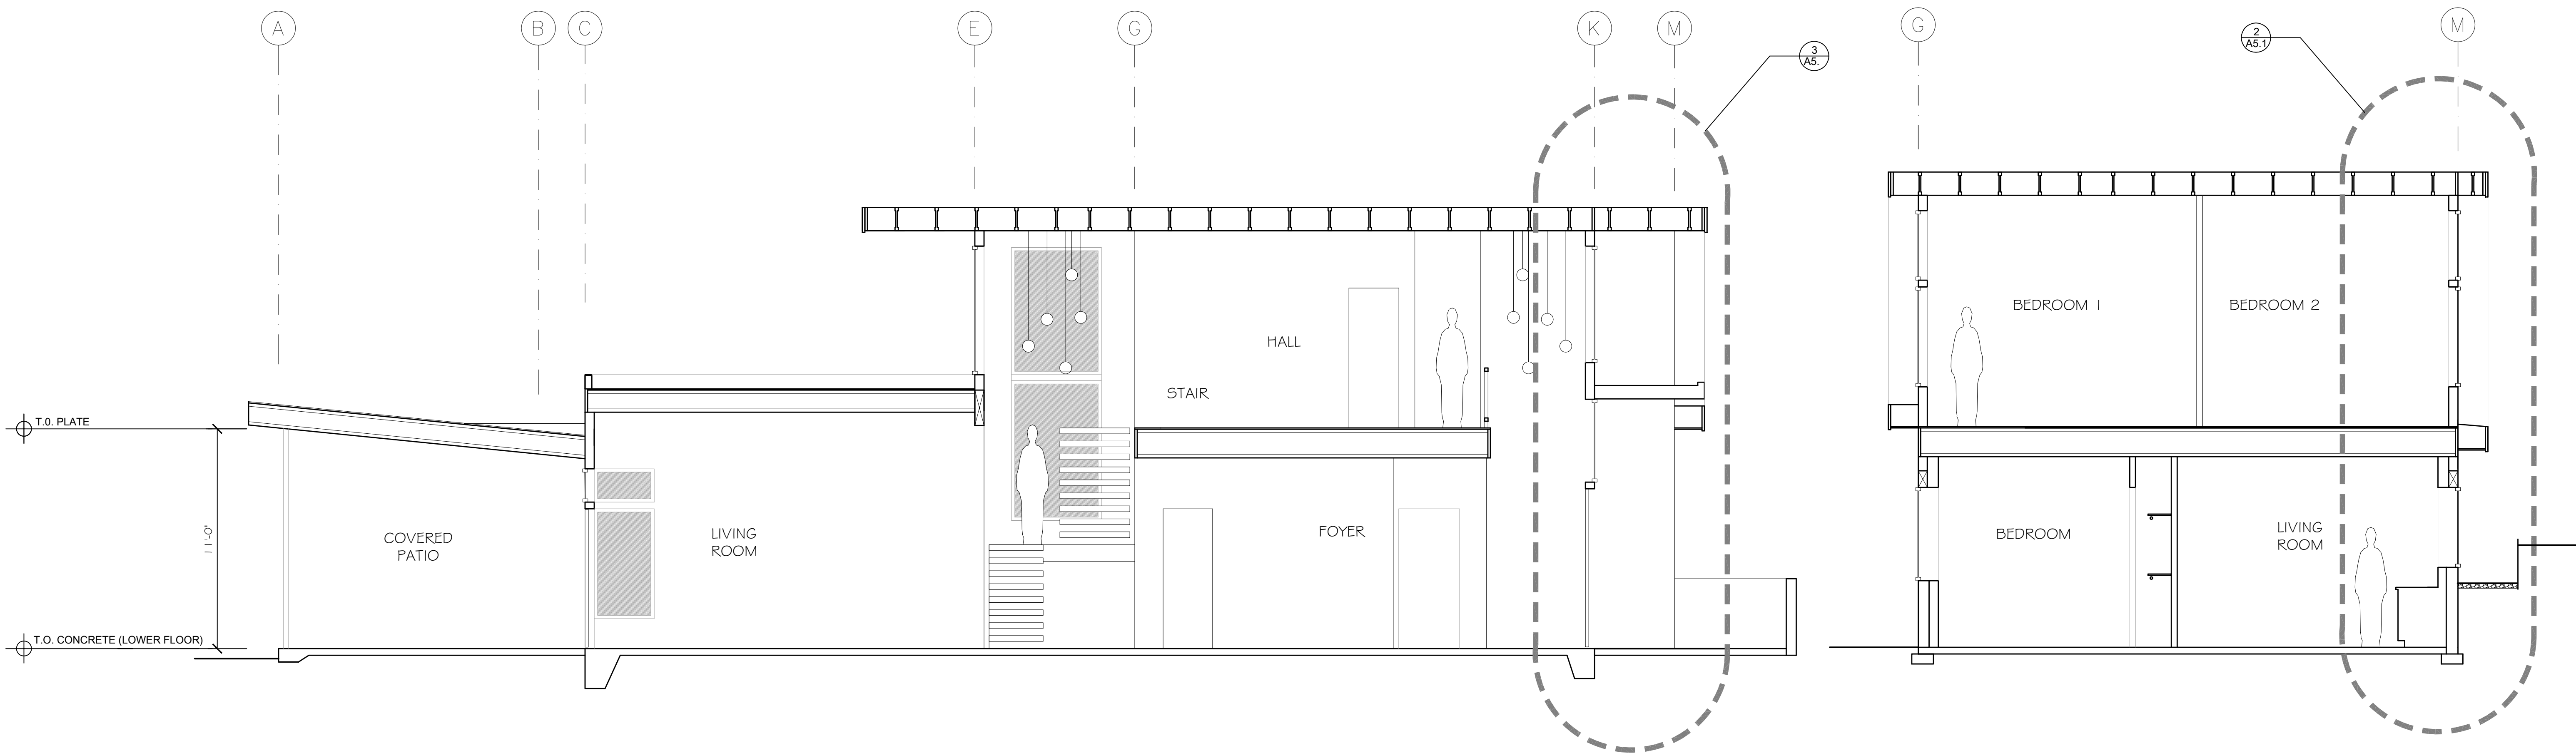 A
B
C
E
G
K
M
3
A5.
G
2
A5.1
M
BEDROOM 1
BEDROOM 2
HALL
STAIR
T.0. PLATE
11'-0"
COVERED
PATIO
LIVING
ROOM
FOYER
BEDROOM
LIVING
ROOM
T.O. CONCRETE (LOWER FLOOR)